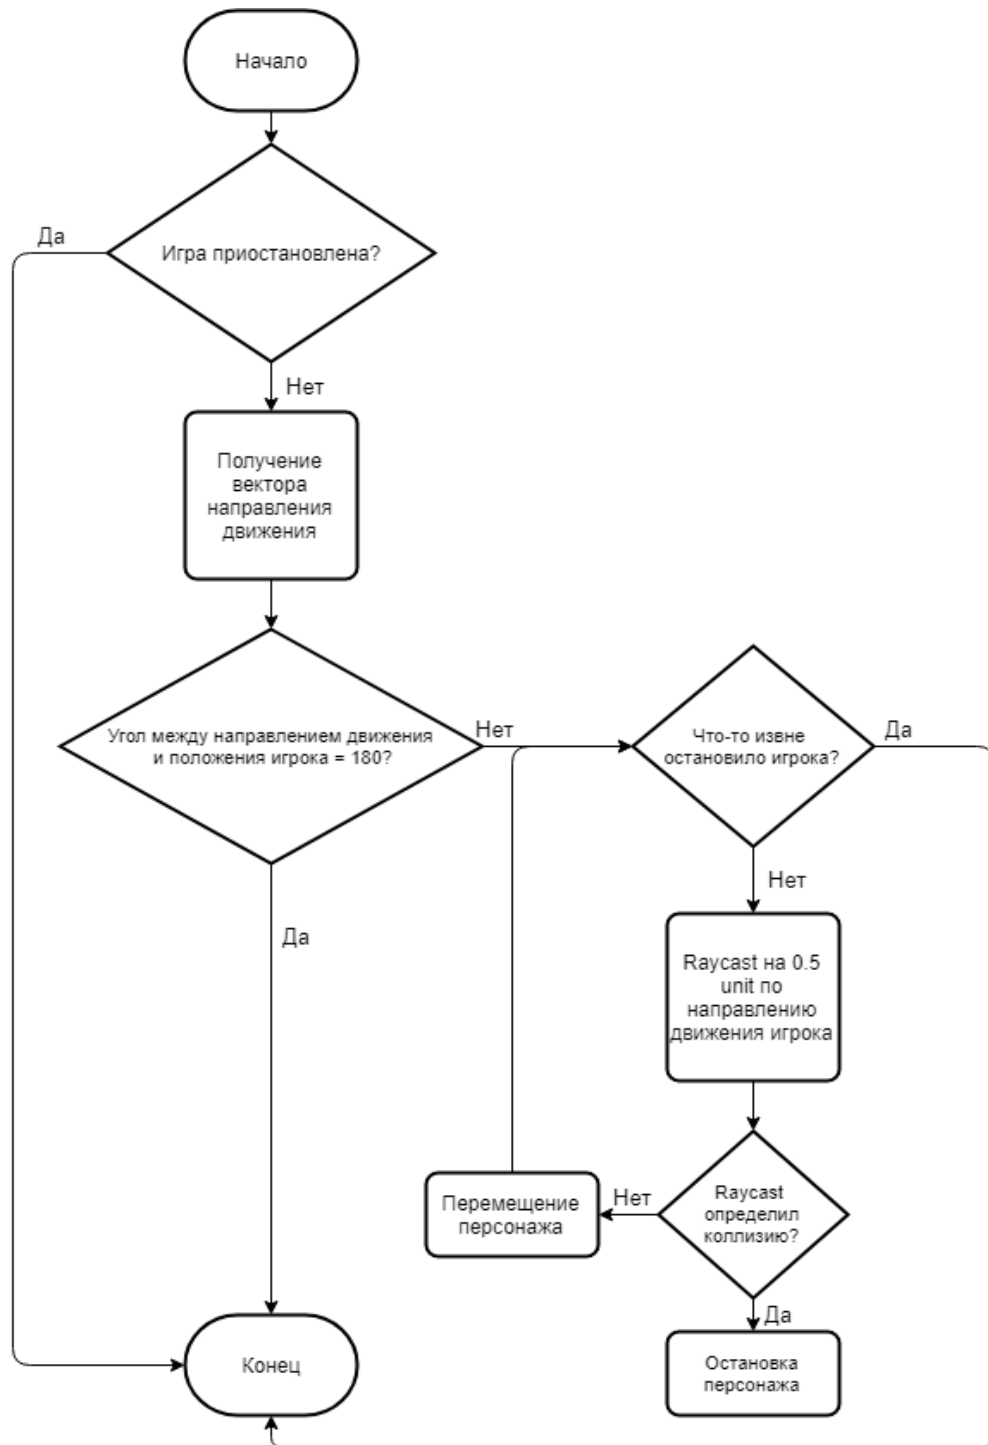 Начало
Да
Игра приостановлена?
Нет
Получение
вектора
направления
движения
Угол между направлением движения
и положения игрока = 180?
Нет
Что-то извне
остановило игрока?
Да
Нет
Да
Raycast на 0.5
unit по
направлению
движения игрока
Raycast
определил
коллизию?
Нет
Перемещение
персонажа
Да
Остановка
персонажа
Конец